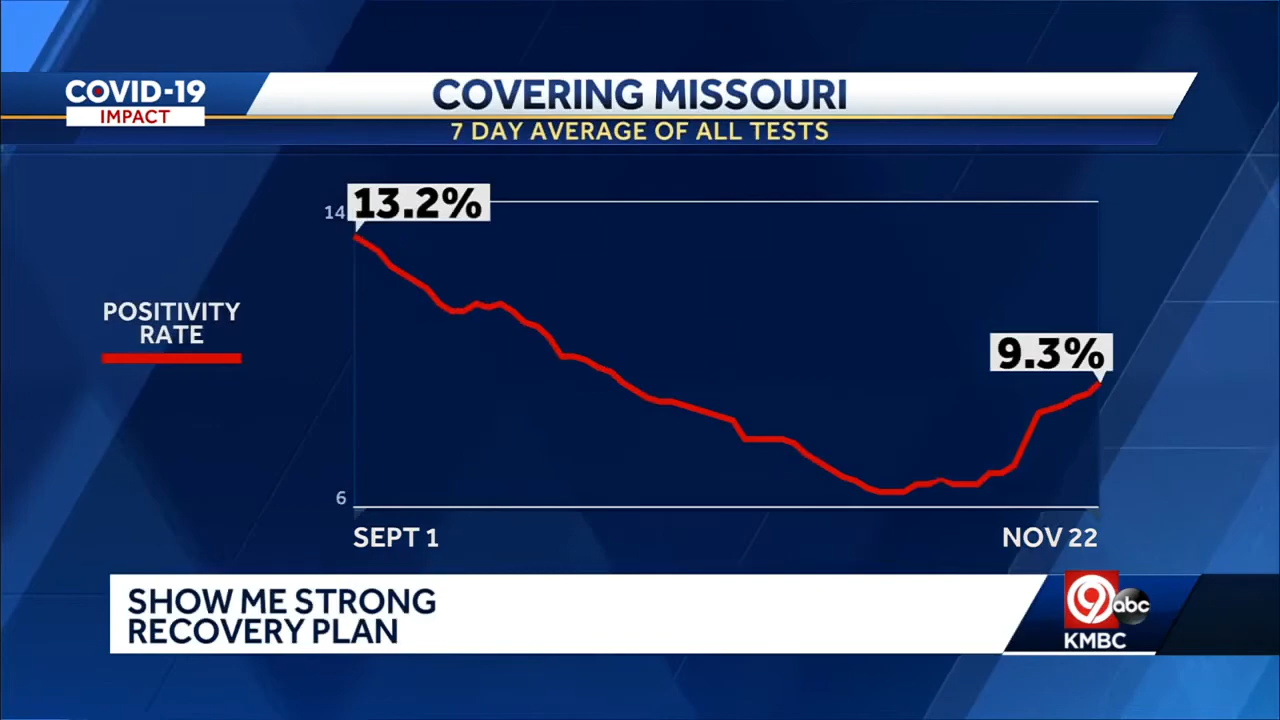 COVID-19
IMPACT
COVERING MISSOURI
7 DAY AVERAGE OF ALL TESTS
14
13.2%
POSITIVITY
RATE
9.3%
6
SEPT 1
NOV 22
SHOW ME STRONG
RECOVERY PLAN
9
abc
KMBC